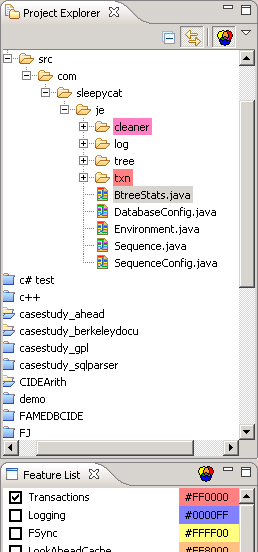 Project Explorer
src
com
sleepycat
je
cleaner
log
tree
txn
BtreeStats.java
DatabaseConfig.java
Environment.java
Sequence.java
SequenceConfig.java
c# test
c++
casestudy_ahead
casestudy_berkeleydocu
casestudy_gpl
casestudy_sqlparser
CIDEArith
demo
FAMEDBCIDE
FJ
Feature List
Transactions #FF0000
Logging #0000FF
FSync #FFFF00
LookAheadCache #FF8000